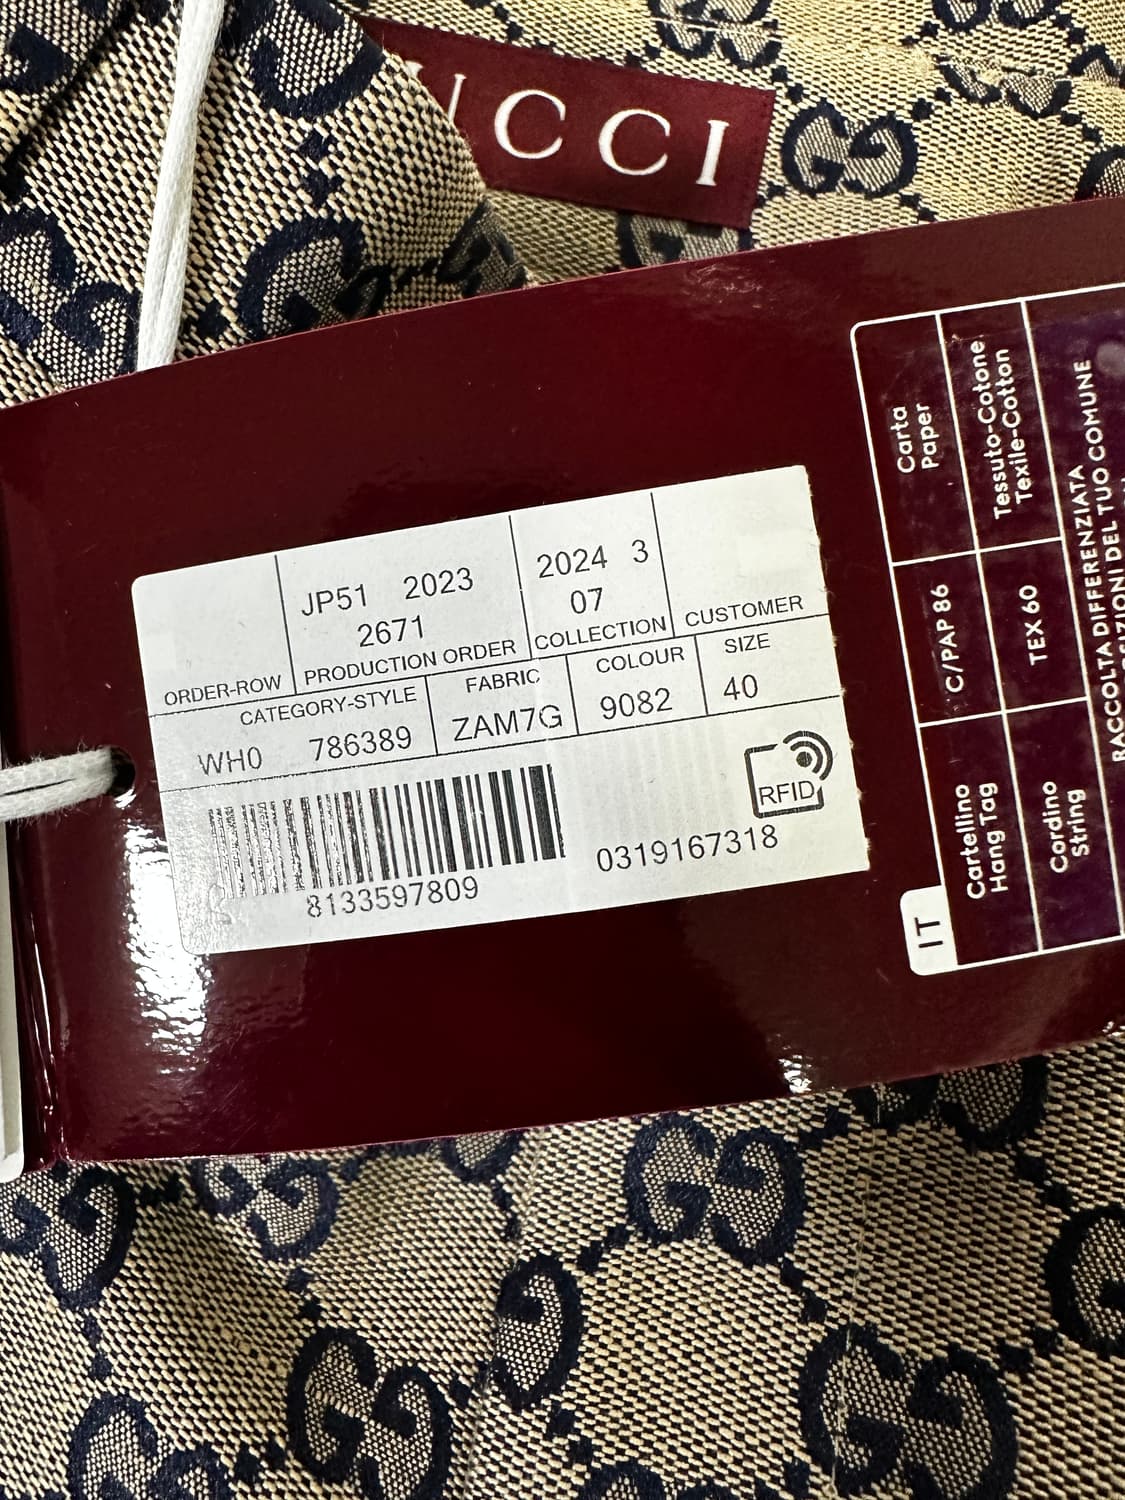 UCCI
JP51 2023
2671
2024 3
07
ORDER-ROW PRODUCTION ORDER COLLECTION CUSTOMER
CATEGORY-STYLE FABRIC COLOUR SIZE
WH0 786389 ZAM7G 9082 40
RFID
8133597809
0319167318
IT
Cartellino
Hang Tag
C/PAP 86
Carta
Paper
Cordino
String
TEX 60
Tessuto-Cotone
Texile-Cotton
RACCOLTA DIFFERENZIATA
DEL TUO COMUNE